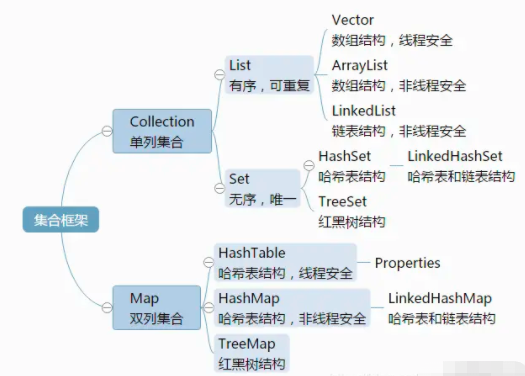 集合框架
Collection
单列集合
List
有序，可重复
Vector
数组结构，线程安全
ArrayList
数组结构，非线程安全
LinkedList
链表结构，非线程安全
Set
无序，唯一
HashSet
哈希表结构
LinkedHashSet
哈希表和链表结构
TreeSet
红黑树结构
Map
双列集合
HashTable
哈希表结构，线程安全
Properties
HashMap
哈希表结构，非线程安全
LinkedHashMap
哈希表和链表结构
TreeMap
红黑树结构